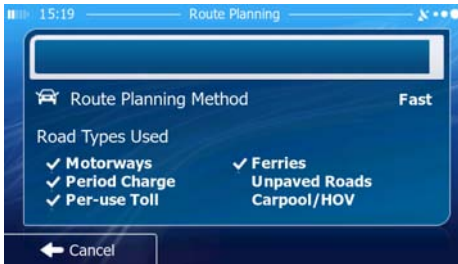 15:19 Route Planning
Route Planning Method Fast
Road Types Used
Motorways Ferries
Period Charge Unpaved Roads
Per-use Toll Carpool/HOV
Cancel